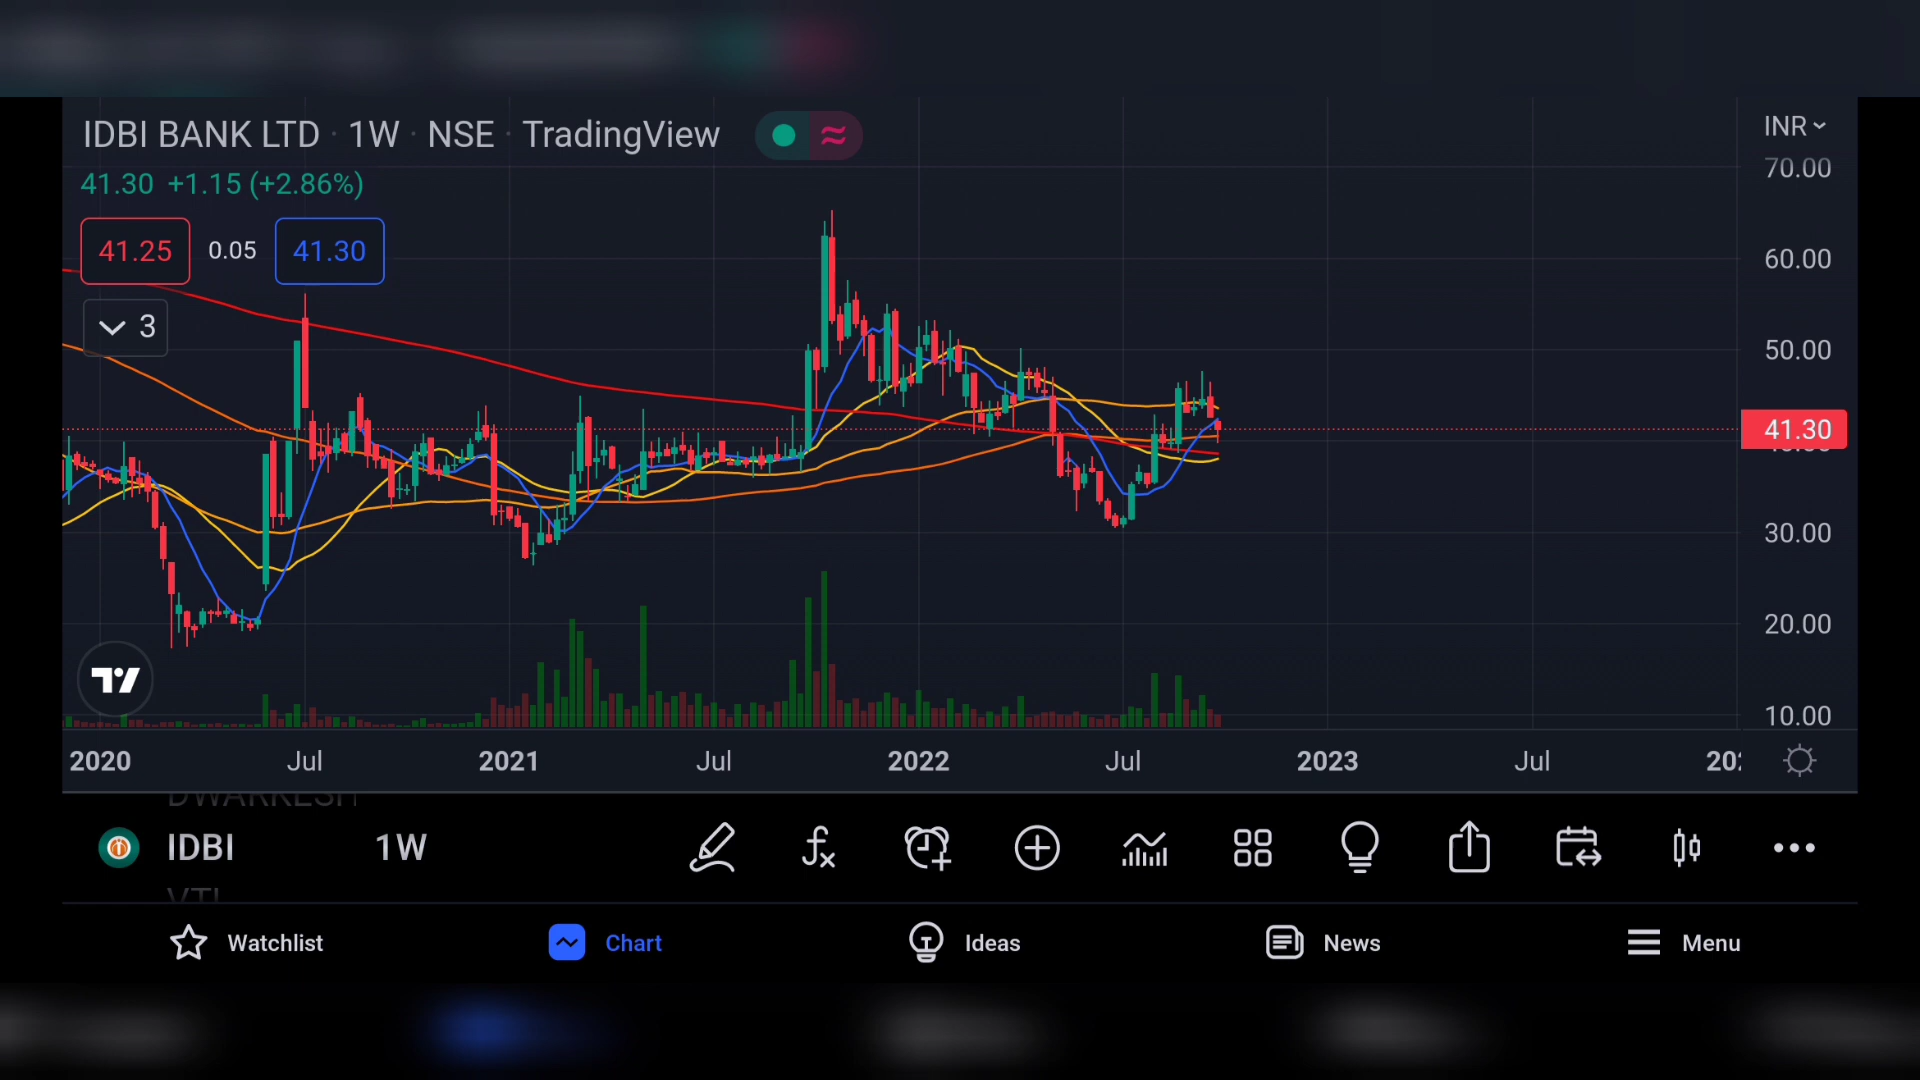 IDBI BANK LTD · 1W · NSE · TradingView
INR
41.30 +1.15 (+2.86%)
41.25 0.05 41.30
3
70.00
60.00
50.00
41.30
30.00
20.00
10.00
2020 Jul 2021 Jul 2022 Jul 2023 Jul
IDBI 1W
Watchlist Chart Ideas News Menu